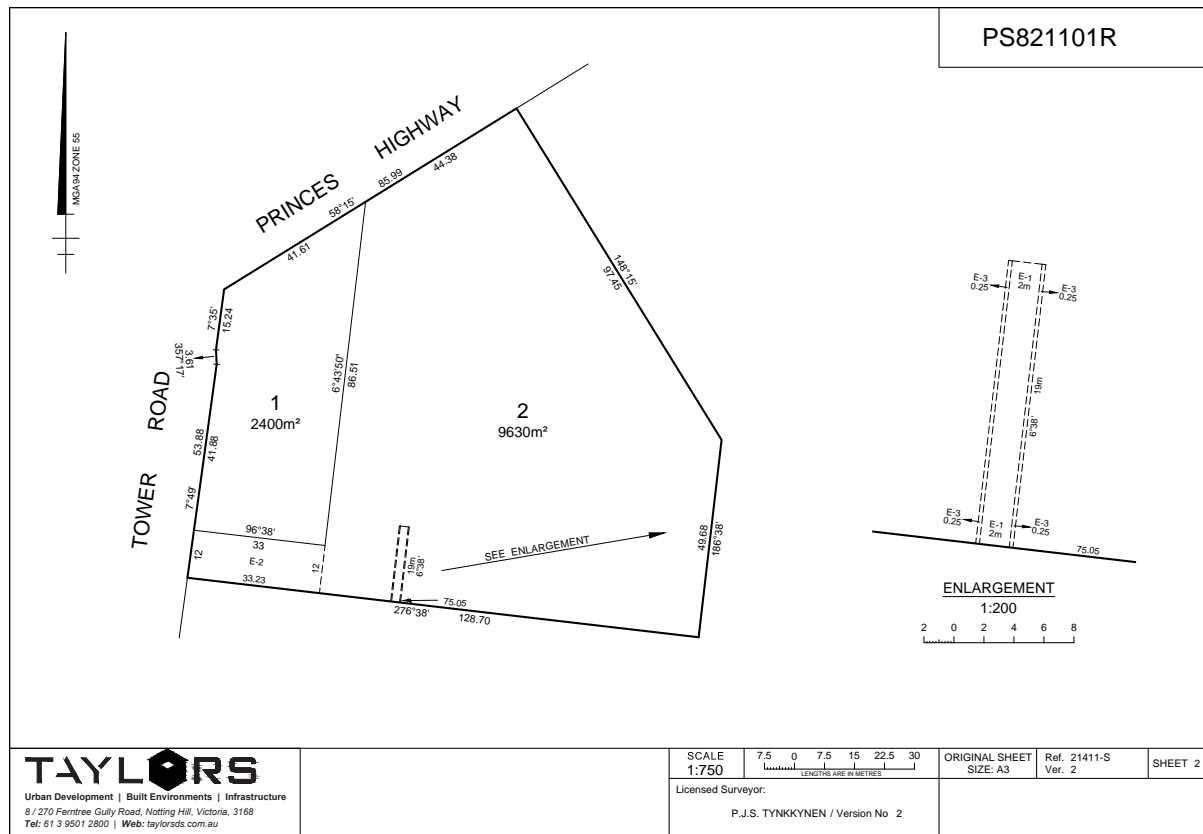 PS821101R
MGA94 ZONE 55
PRINCES HIGHWAY
85.99
44.38
58°15'
41.61
148°15'
97.45
7°35'
15.24
3.61
357°17'
TOWER ROAD
53.88
41.88
7°49'
6°43'50"
86.51
1
2400m²
2
9630m²
96°38'
33
E-2
12
12
33.23
19m
6°38'
SEE ENLARGEMENT
75.05
276°38'
128.70
49.68
186°38'
E-3
0.25
E-1
2m
E-3
0.25
19m
6°38'
E-3
0.25
E-1
2m
E-3
0.25
75.05
ENLARGEMENT
1:200
2 0 2 4 6 8
TAYLORS
Urban Development | Built Environments | Infrastructure
8 / 270 Ferntree Gully Road, Notting Hill, Victoria, 3168
Tel: 61 3 9501 2800 | Web: taylorsds.com.au
SCALE
1:750
7.5 0 7.5 15 22.5 30
LENGTHS ARE IN METRES
ORIGINAL SHEET
SIZE: A3
Ref. 21411-S
Ver. 2
SHEET 2
Licensed Surveyor:
P.J.S. TYNKKYNEN / Version No 2